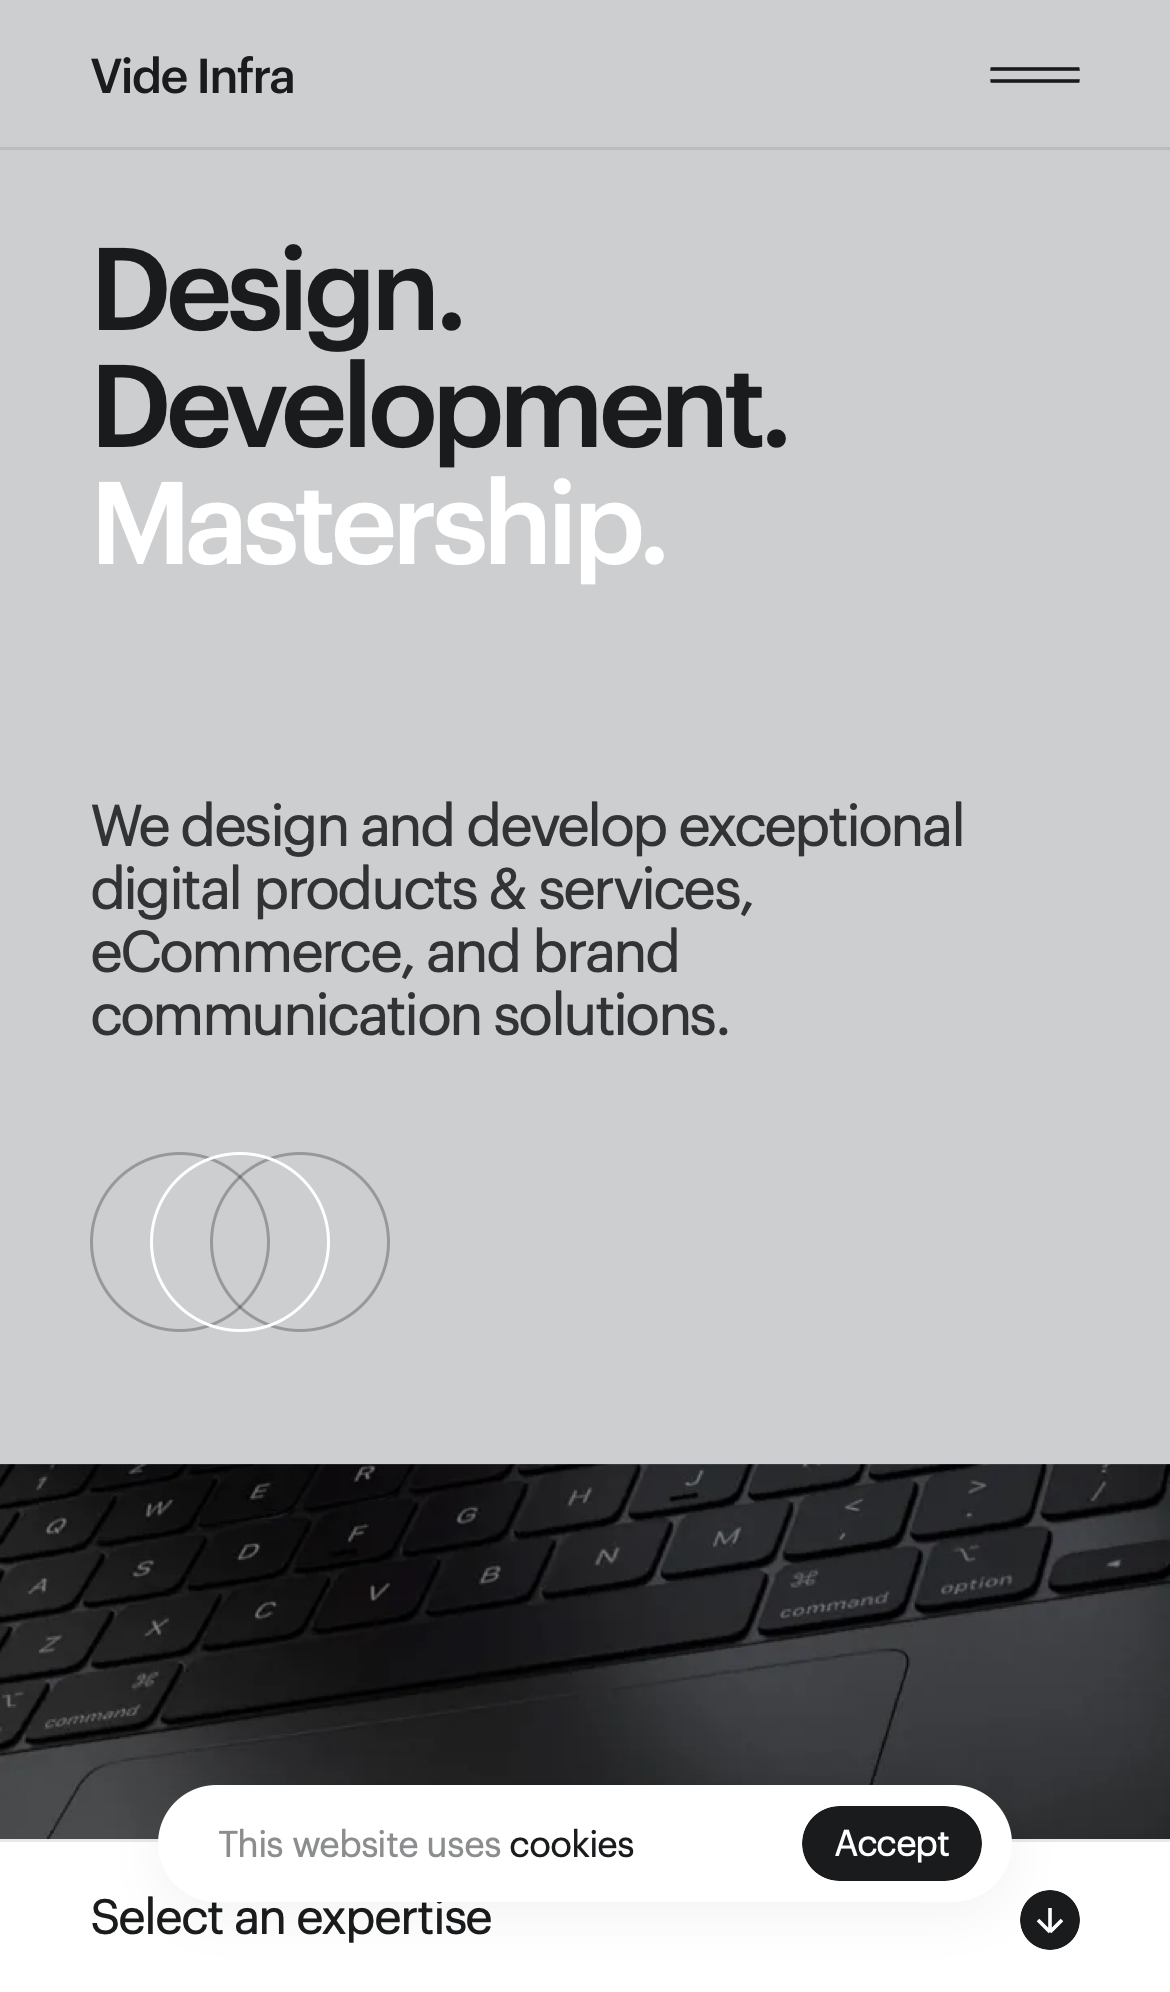 Vide Infra
Design.
Development.
Mastership.
We design and develop exceptional
digital products & services,
eCommerce, and brand
communication solutions.
R
1 Q W E F G H J < , > . /
A S D V B N M ⌘ command ⌥ option ◄
Z X C
⌥ ⌘ command
This website uses cookies
Accept
Select an expertise